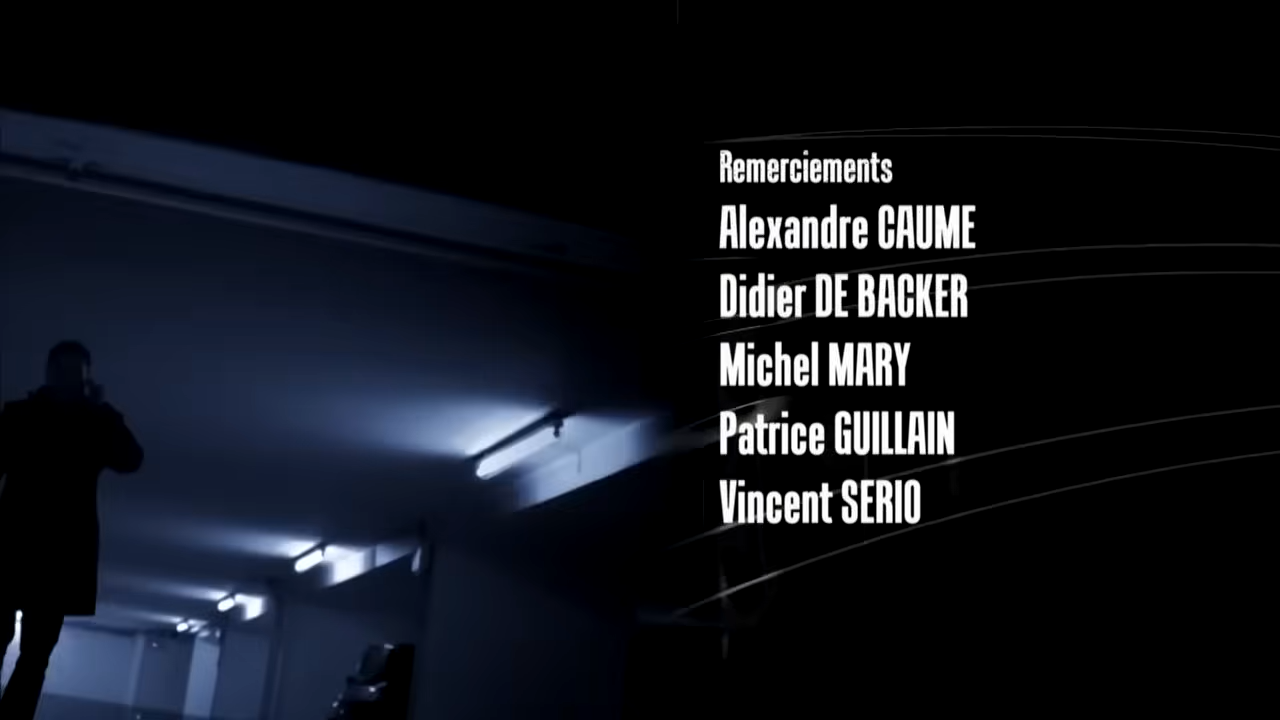 Remerciements
Alexandre CAUME
Didier DE BACKER
Michel MARY
Patrice GUILLAIN
Vincent SERIO